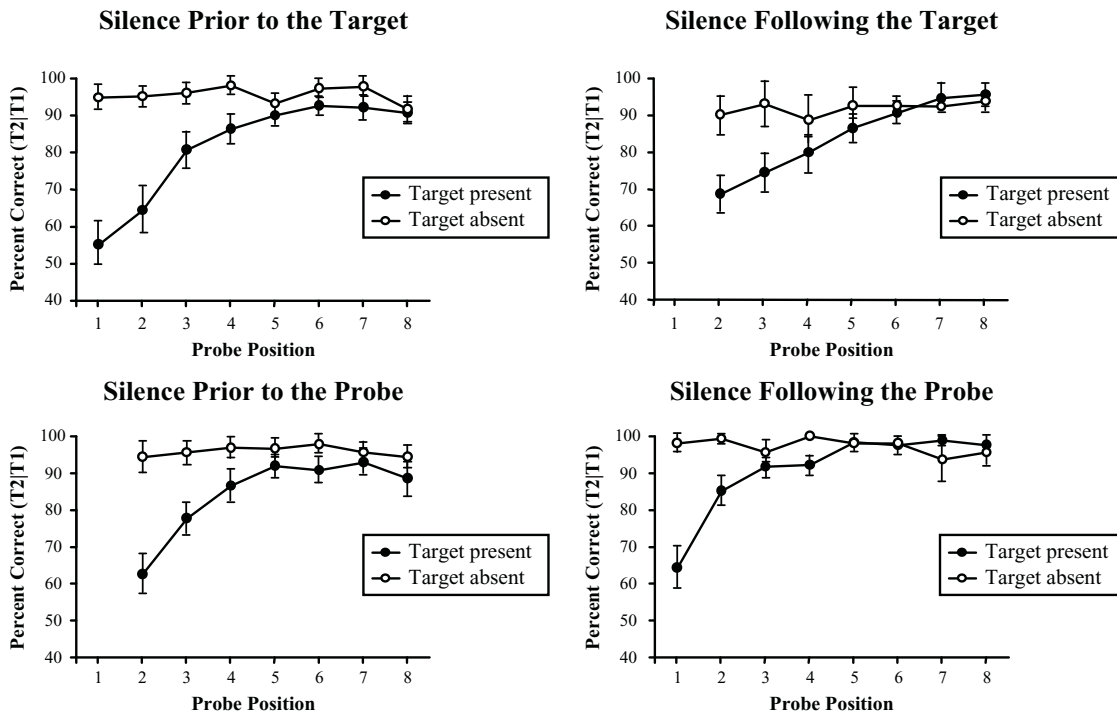 Silence Prior to the Target
Percent Correct (T2|T1)
100
90
80
70
60
50
40
Target present
Target absent
1 2 3 4 5 6 7 8
Probe Position
Silence Following the Target
Percent Correct (T2|T1)
100
90
80
70
60
50
40
Target present
Target absent
1 2 3 4 5 6 7 8
Probe Position
Silence Prior to the Probe
Percent Correct (T2|T1)
100
90
80
70
60
50
40
Target present
Target absent
1 2 3 4 5 6 7 8
Probe Position
Silence Following the Probe
Percent Correct (T2|T1)
100
90
80
70
60
50
40
Target present
Target absent
1 2 3 4 5 6 7 8
Probe Position